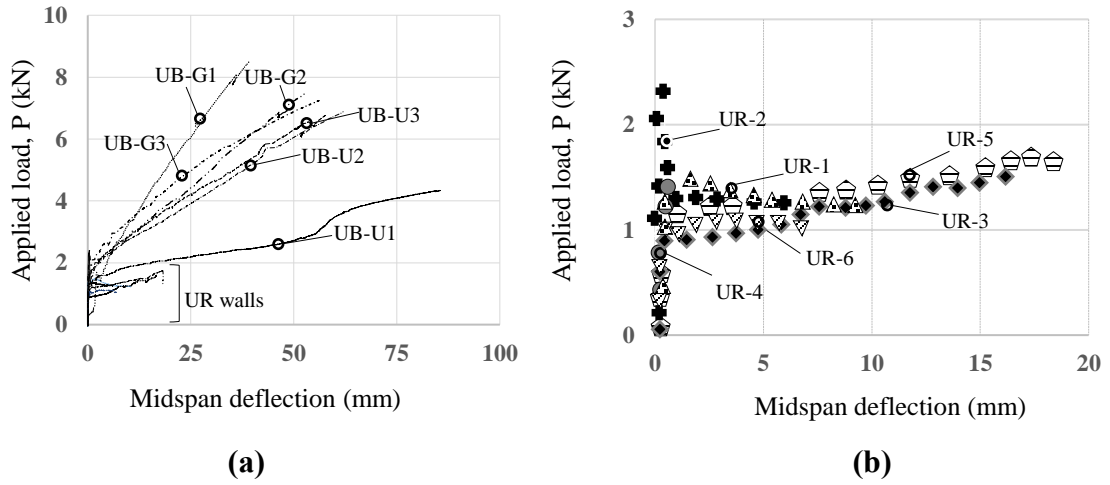 Applied load, P (kN)
10
8
6
4
2
0
UB-G1
UB-G2
UB-U3
UB-G3
UB-U2
UB-U1
UR walls
0
25
50
75
100
Midspan deflection (mm)
(a)
Applied load, P (kN)
3
2
1
0
UR-2
UR-1
UR-5
UR-3
UR-6
UR-4
0
5
10
15
20
Midspan deflection (mm)
(b)